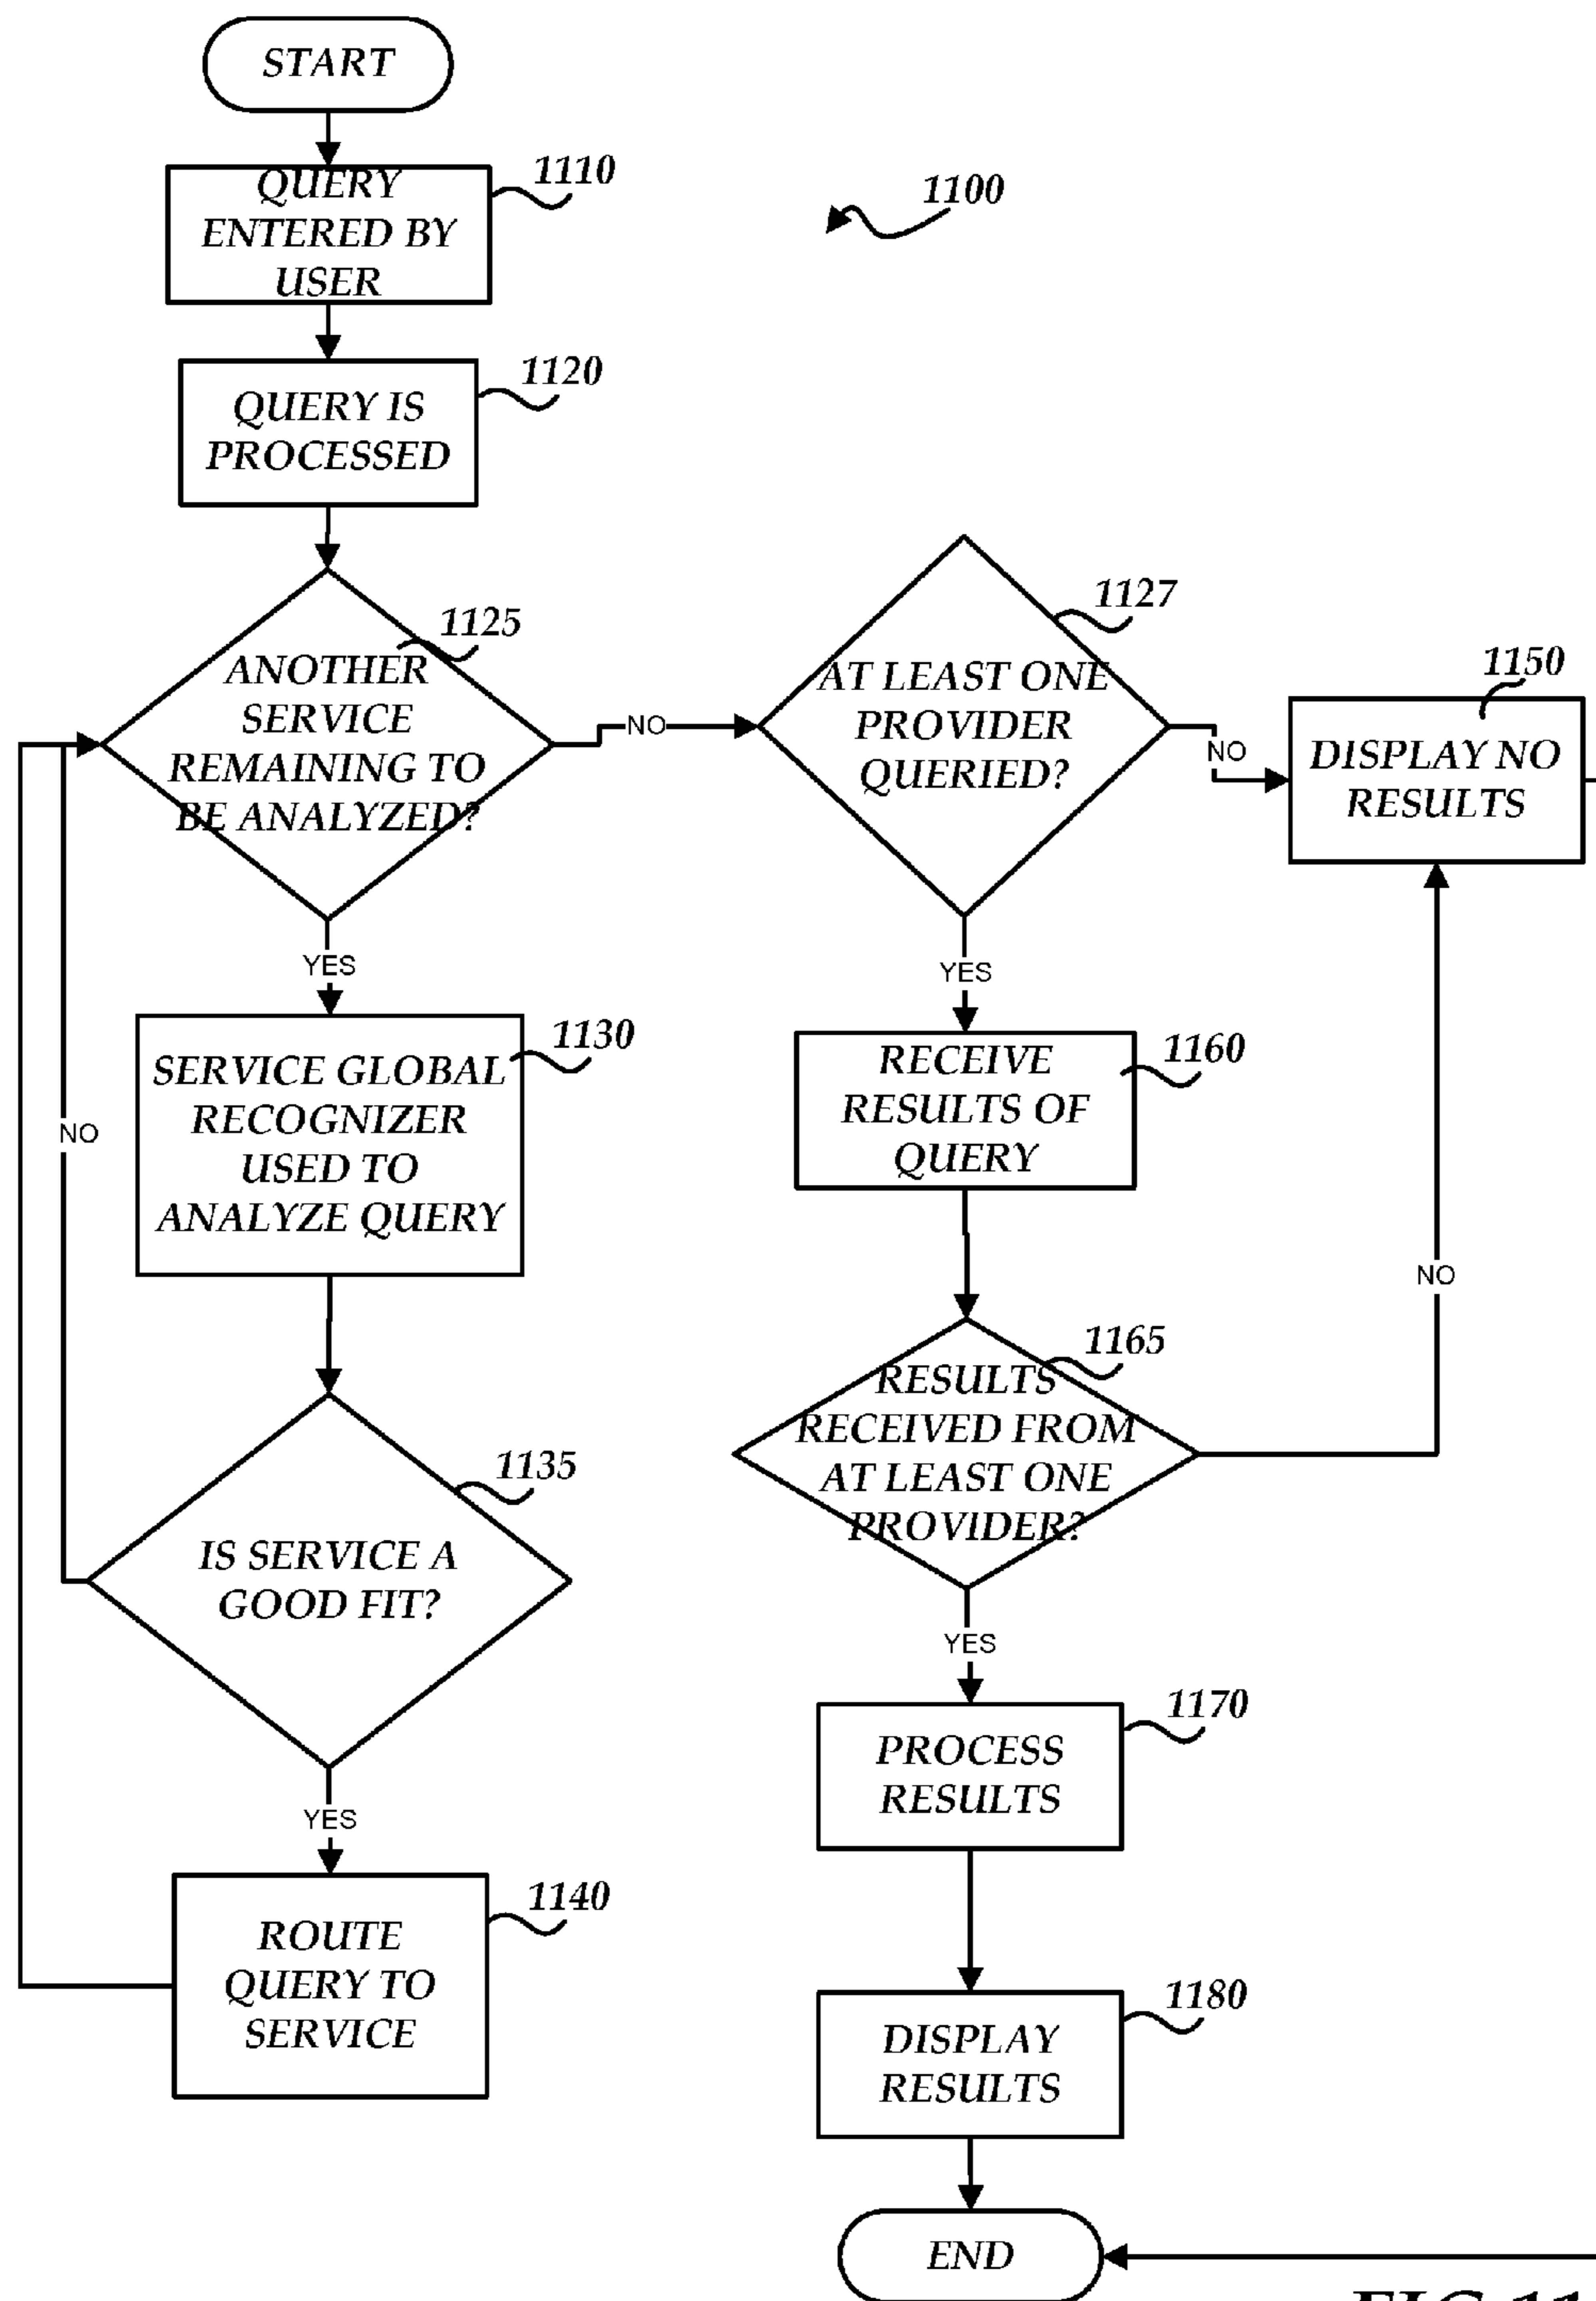 START
1110
QUERY
ENTERED BY
USER
1100
1120
QUERY IS
PROCESSED
1125
ANOTHER
SERVICE
REMAINING TO
BE ANALYZED?
NO
1127
AT LEAST ONE
PROVIDER
QUERIED?
NO
1150
DISPLAY NO
RESULTS
YES
1130
SERVICE GLOBAL
RECOGNIZER
USED TO
ANALYZE QUERY
NO
1135
IS SERVICE A
GOOD FIT?
YES
1140
ROUTE
QUERY TO
SERVICE
YES
1160
RECEIVE
RESULTS OF
QUERY
1165
RESULTS
RECEIVED FROM
AT LEAST ONE
PROVIDER?
NO
YES
1170
PROCESS
RESULTS
1180
DISPLAY
RESULTS
END